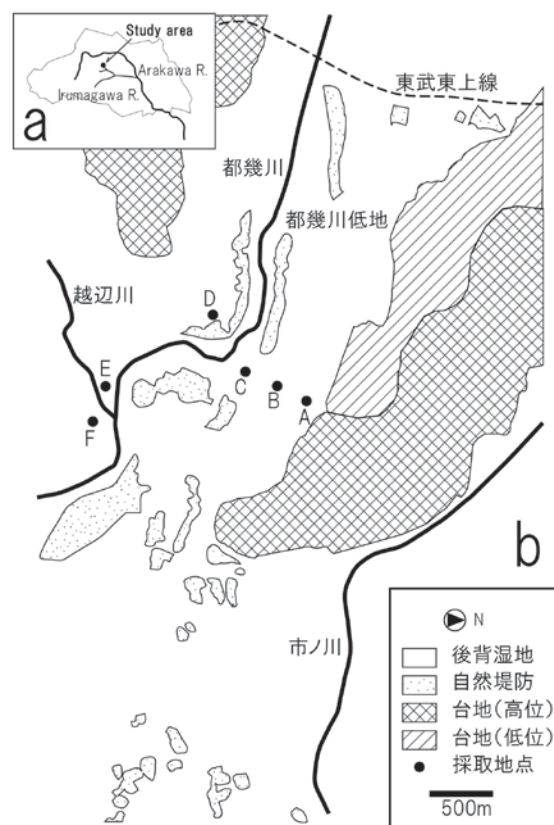 Study area
Arakawa R.
Irumagawa R.
a
東武東上線
都幾川
都幾川低地
越辺川
D
E
C
B
A
F
b
市ノ川
N
後背湿地
自然堤防
台地(高位)
台地(低位)
採取地点
500m